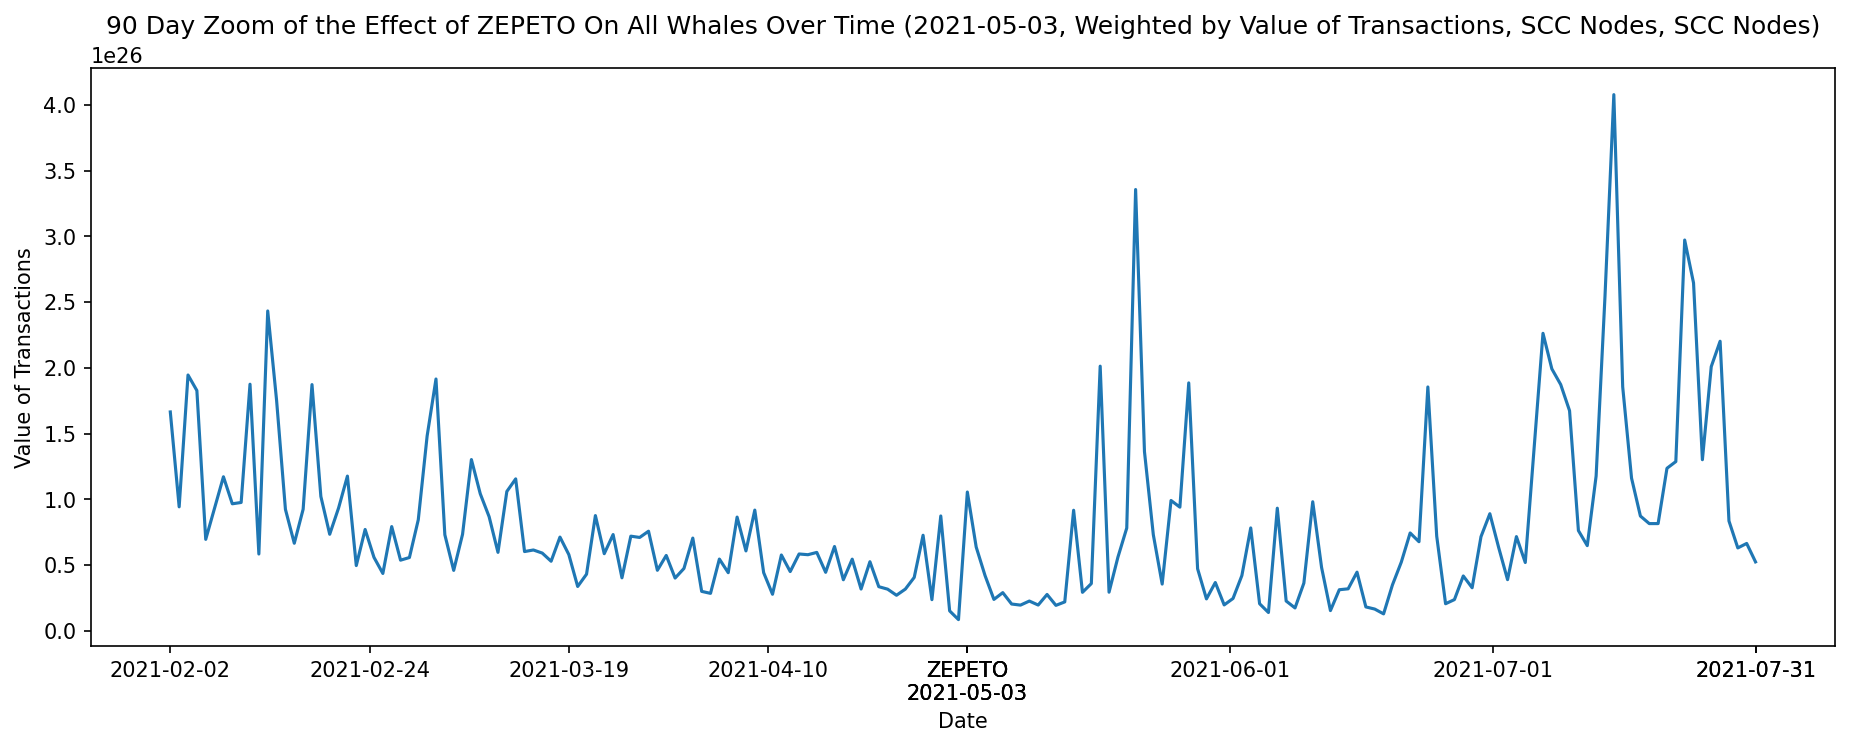 90 Day Zoom of the Effect of ZEPETO On All Whales Over Time (2021-05-03, Weighted by Value of Transactions, SCC Nodes, SCC Nodes)
1e26
4.0
3.5
3.0
2.5
2.0
1.5
1.0
0.5
0.0
Value of Transactions
2021-02-02 2021-02-24 2021-03-19 2021-04-10 ZEPETO 2021-06-01 2021-07-01 2021-07-31
2021-05-03
Date